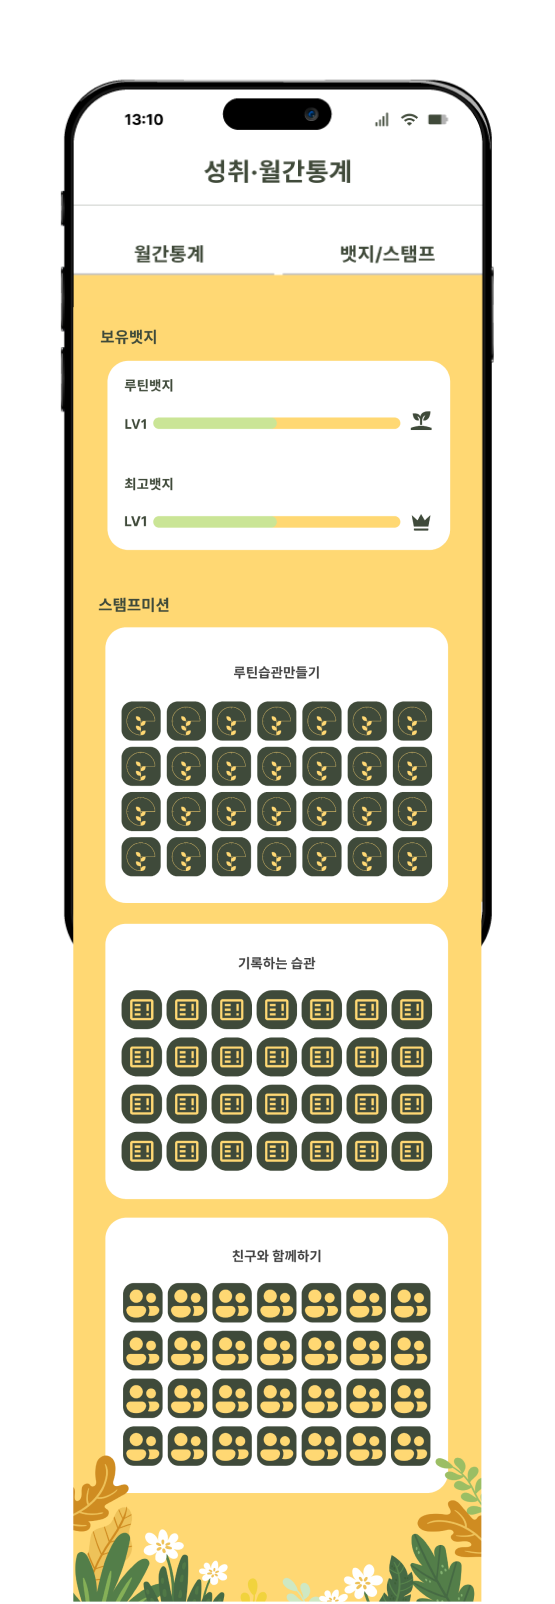 13:10
성취·월간통계
월간통계
뱃지/스탬프
보유뱃지
루틴뱃지
LV1
최고뱃지
LV1
스탬프미션
루틴습관만들기
기록하는 습관
친구와 함께하기